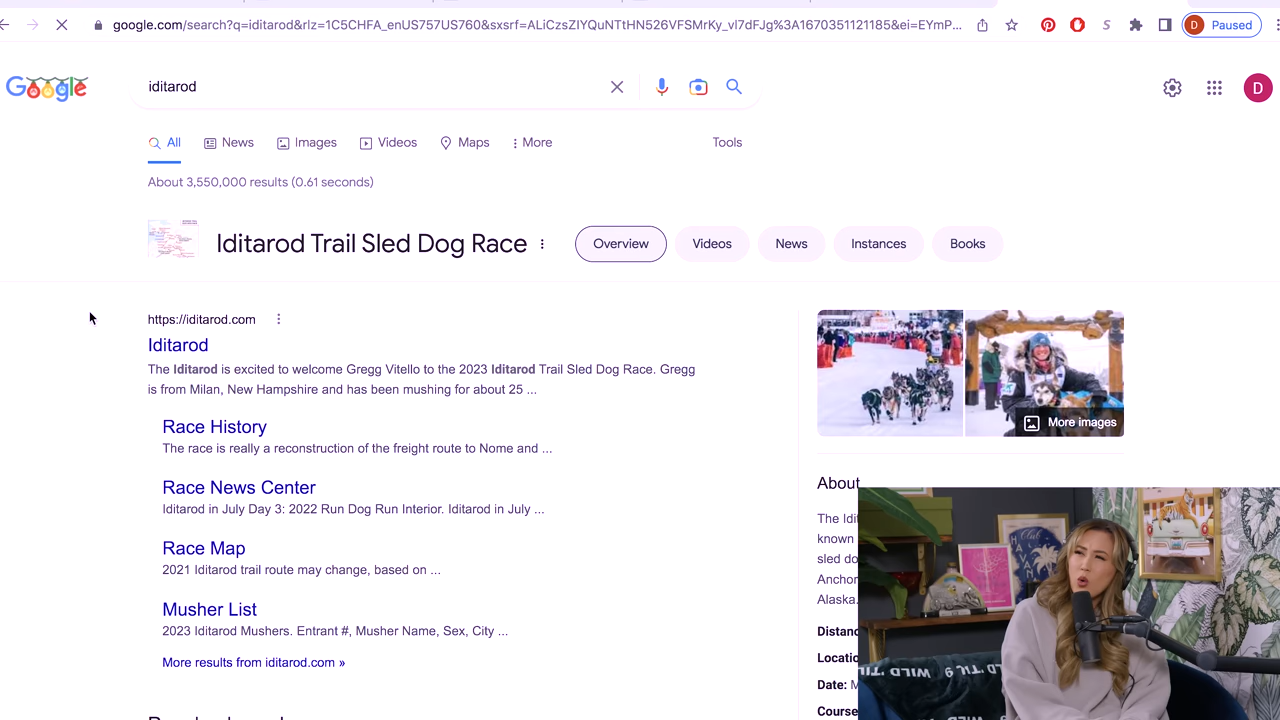 google.com/search?q=iditarod&rlz=1C5CHFA_enUS757US760&sxsrf=ALiCzsZIYQuNTtHN526VFSMrKy_vl7dFJg%3A1670351121185&ei=EYmP...
D Paused
Google
iditarod
D
All News Images Videos Maps More Tools
About 3,550,000 results (0.61 seconds)
Iditarod Trail Sled Dog Race
Overview Videos News Instances Books
https://iditarod.com
Iditarod
The Iditarod is excited to welcome Gregg Vitello to the 2023 Iditarod Trail Sled Dog Race. Gregg
is from Milan, New Hampshire and has been mushing for about 25 ...
Race History
The race is really a reconstruction of the freight route to Nome and ...
Race News Center
Iditarod in July Day 3: 2022 Run Dog Run Interior. Iditarod in July ...
Race Map
2021 Iditarod trail route may change, based on ...
Musher List
2023 Iditarod Mushers. Entrant #, Musher Name, Sex, City ...
More results from iditarod.com »
More images
About
The Idit
known
sled do
Anchor
Alaska.
Distanc
Locatio
Date: M
Course
Club
HAVANA
WILD